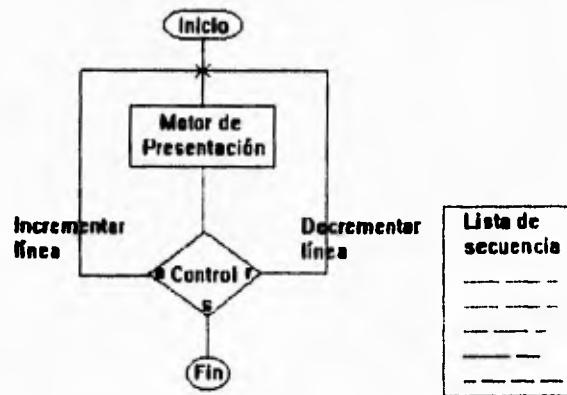 Inicio
Motor de
Presentación
Incrementar
línea
Decrementar
línea
a Control r
s
Fin
Lista de
secuencia